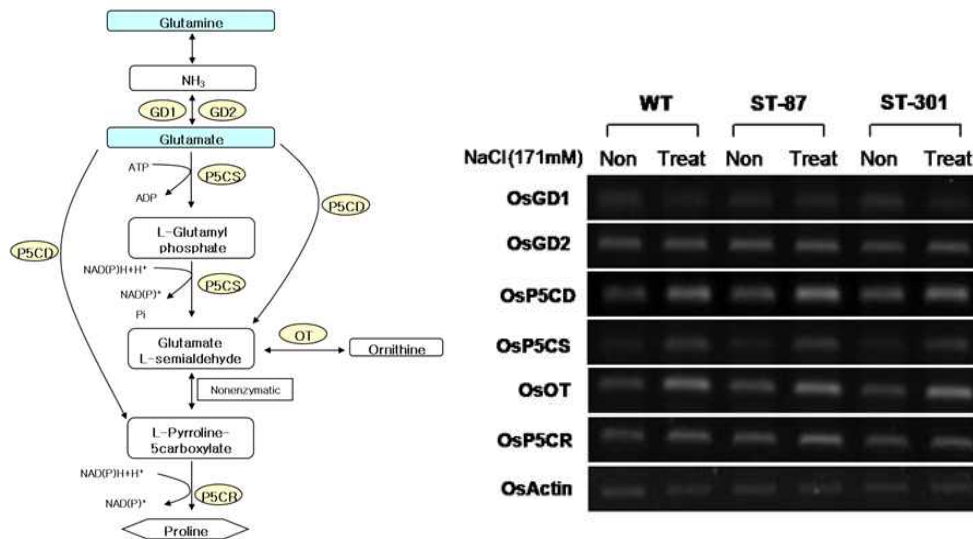 Glutamine
NH₃
GD1
GD2
Glutamate
ATP
P5CS
ADP
P5CD
P5CD
L-Glutamyl
phosphate
NAD(P)H+H⁺
P5CS
NAD(P)⁺
Pi
OT
Glutamate
L-semialdehyde
Ornithine
Nonenzymatic
L-Pyrroline-
5carboxylate
NAD(P)H+H⁺
P5CR
NAD(P)⁺
Proline
WT ST-87 ST-301
NaCl(171mM) Non Treat Non Treat Non Treat
OsGD1
OsGD2
OsP5CD
OsP5CS
OsOT
OsP5CR
OsActin